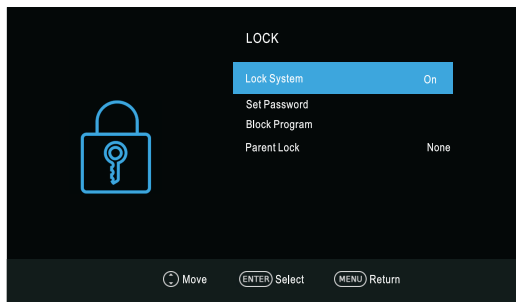 LOCK
Lock System On
Set Password
Block Program
Parent Lock None
Move ENTER Select MENU Return